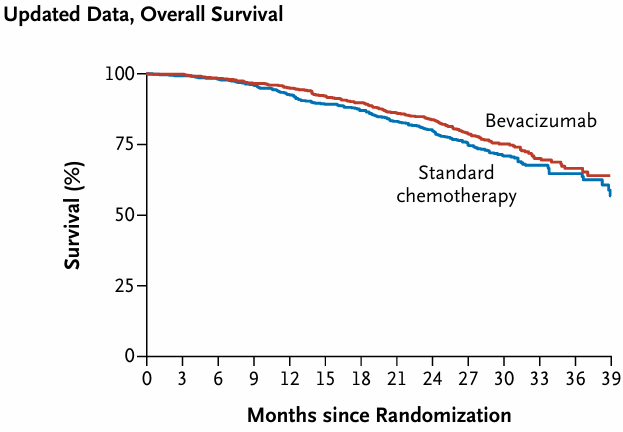 Updated Data, Overall Survival
100
75
50
25
0
Survival (%)
Bevacizumab
Standard
chemotherapy
0 3 6 9 12 15 18 21 24 27 30 33 36 39
Months since Randomization